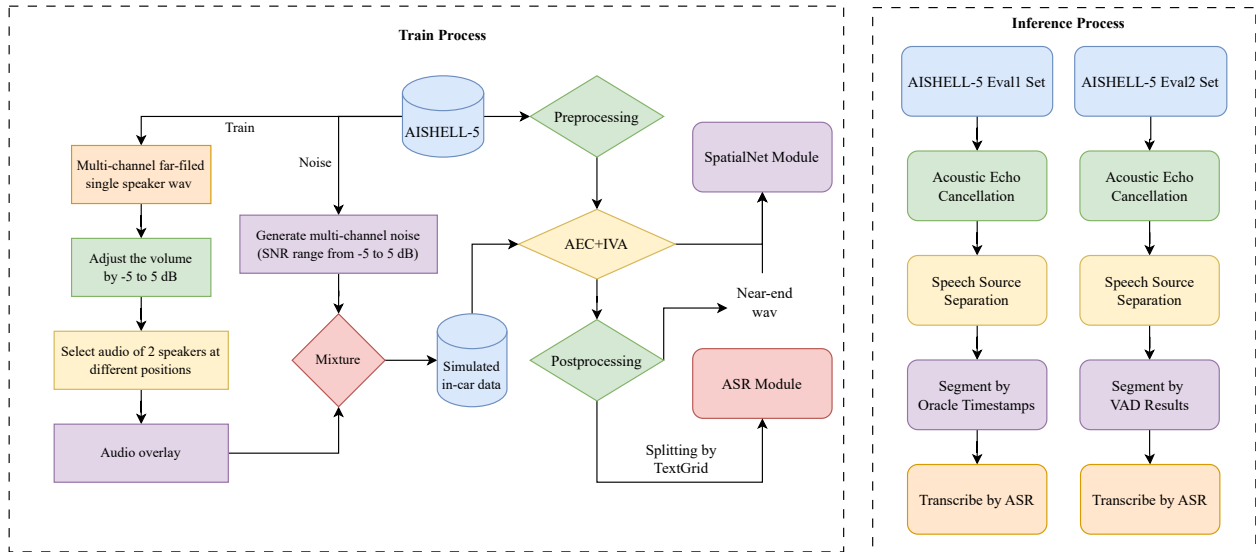 Train Process
AISHELL-5
Preprocessing
Train
Noise
Multi-channel far-filed
single speaker wav
SpatialNet Module
Generate multi-channel noise
(SNR range from -5 to 5 dB)
AEC+IVA
Adjust the volume
by -5 to 5 dB
Near-end
wav
Select audio of 2 speakers at
different positions
Mixture
Simulated
in-car data
Postprocessing
ASR Module
Audio overlay
Splitting by
TextGrid
Inference Process
AISHELL-5 Eval1 Set
Acoustic Echo
Cancellation
Speech Source
Separation
Segment by
Oracle Timestamps
Transcribe by ASR
AISHELL-5 Eval2 Set
Acoustic Echo
Cancellation
Speech Source
Separation
Segment by
VAD Results
Transcribe by ASR